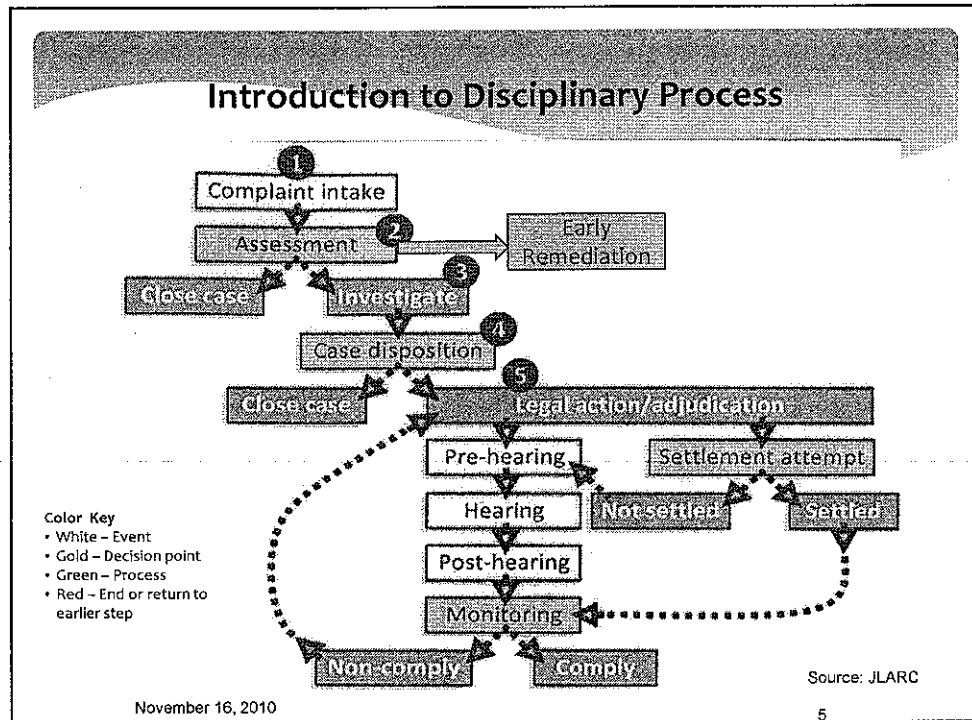 Introduction to Disciplinary Process
1
Complaint intake
2
Assessment
Early
Remediation
3
Close case
Investigate
4
Case disposition
5
Close case
Legal action/adjudication
Pre-hearing
Settlement attempt
Hearing
Not settled
Settled
Post-hearing
Monitoring
Non-comply
Comply
Color Key
• White – Event
• Gold – Decision point
• Green – Process
• Red – End or return to
earlier step
Source: JLARC
November 16, 2010
5